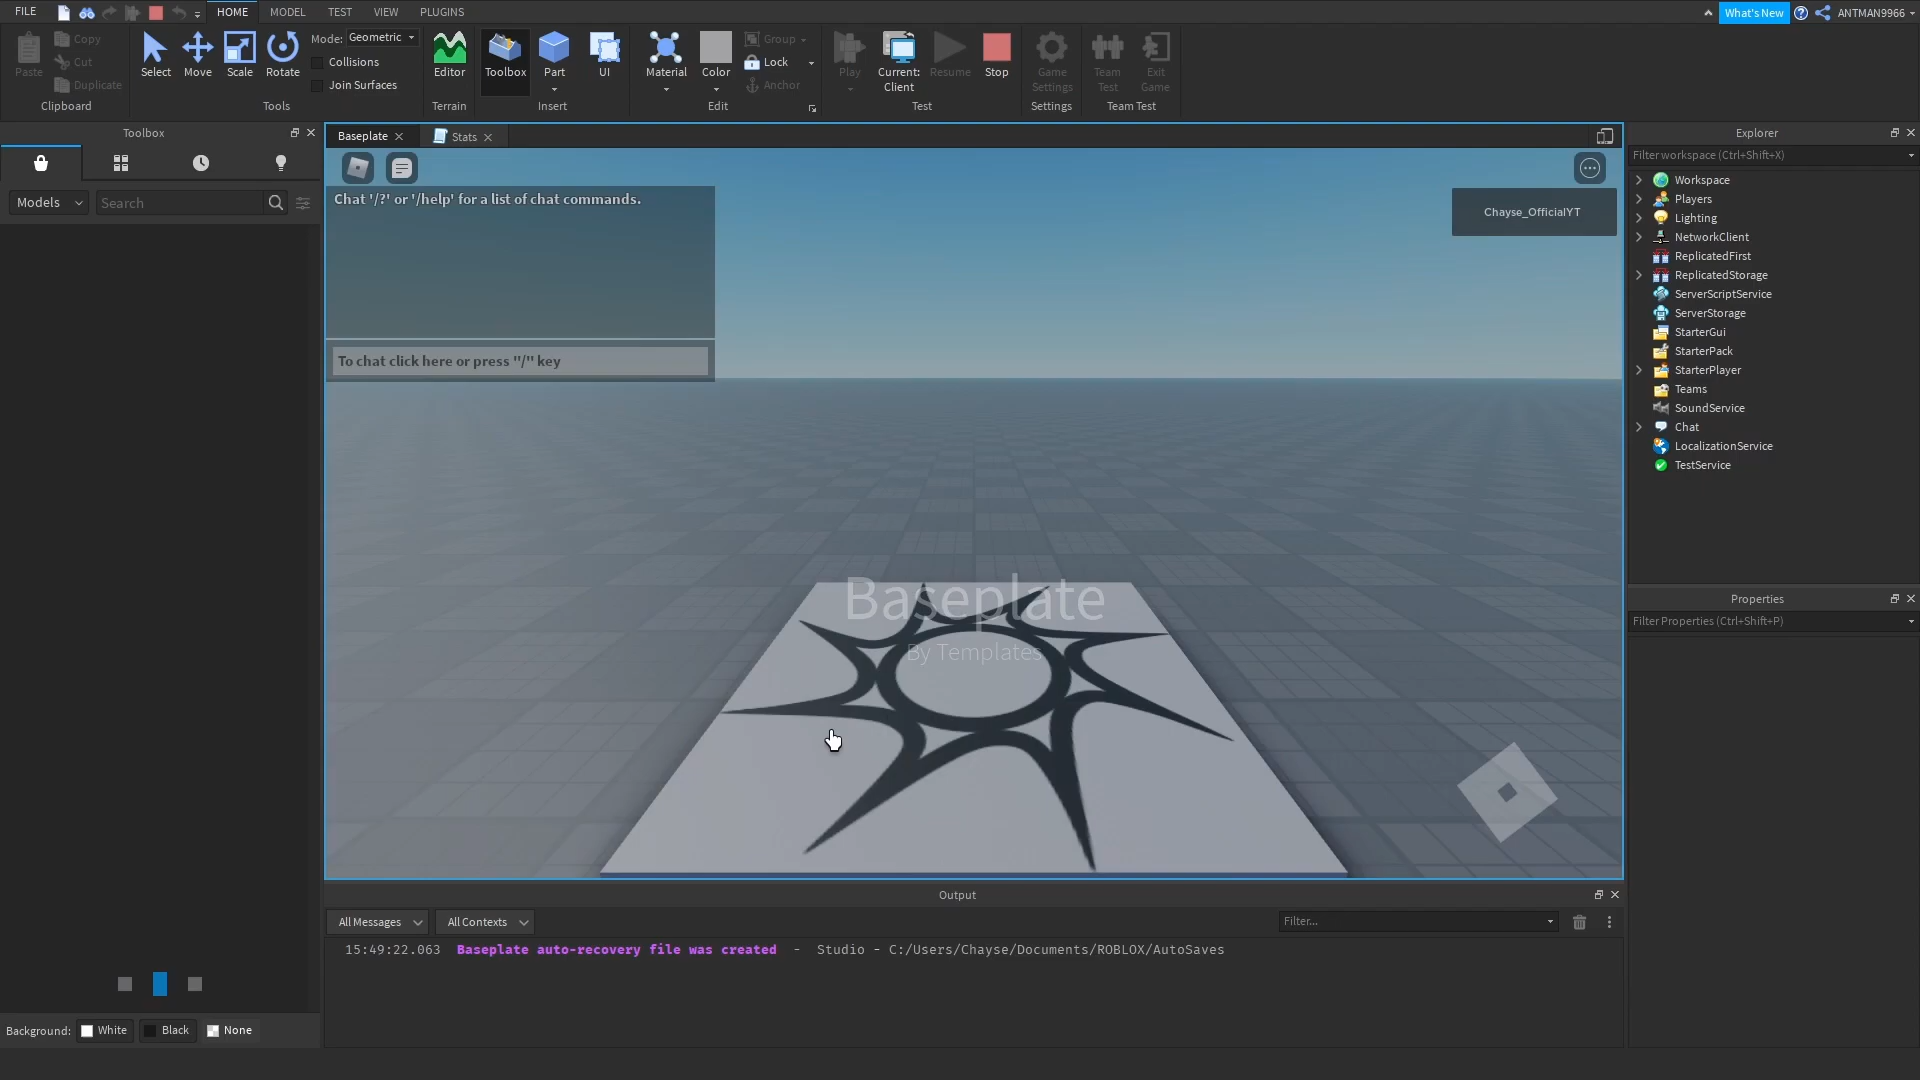 FILE
HOME
MODEL
TEST
VIEW
PLUGINS
What's New
ANTMAN9966
Paste
Copy
Cut
Duplicate
Clipboard
Select
Move
Scale
Rotate
Mode: Geometric
Collisions
Join Surfaces
Tools
Editor
Terrain
Toolbox
Part
UI
Insert
Material
Color
Group
Lock
Anchor
Edit
Play
Current:
Client
Resume
Stop
Test
Game
Settings
Settings
Team
Test
Exit
Game
Team Test
Toolbox
Models
Search
Background: White Black None
Baseplate
Stats
Chat '/?' or '/help' for a list of chat commands.
To chat click here or press "/" key
Chayse_OfficialYT
Baseplate
By Templates
Output
All Messages
All Contexts
Filter...
15:49:22.063 Baseplate auto-recovery file was created - Studio - C:/Users/Chayse/Documents/ROBLOX/AutoSaves
Explorer
Filter workspace (Ctrl+Shift+X)
Workspace
Players
Lighting
NetworkClient
ReplicatedFirst
ReplicatedStorage
ServerScriptService
ServerStorage
StarterGui
StarterPack
StarterPlayer
Teams
SoundService
Chat
LocalizationService
TestService
Properties
Filter Properties (Ctrl+Shift+P)